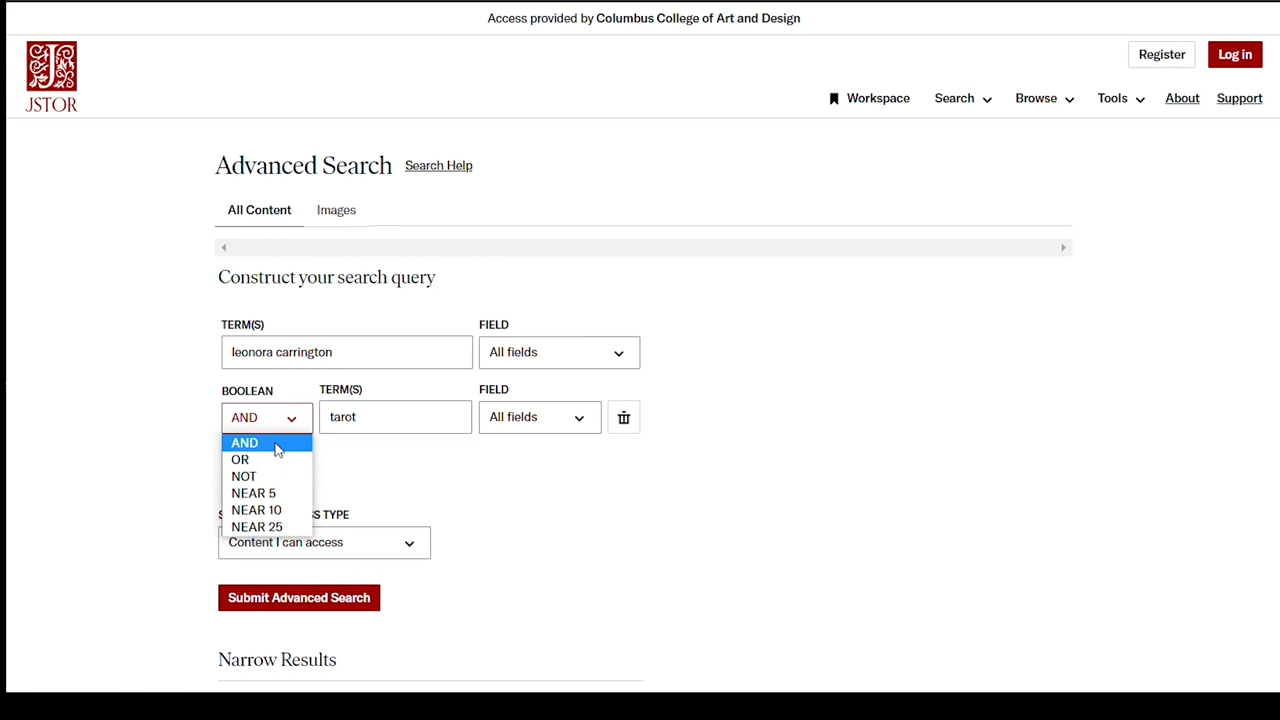 Access provided by Columbus College of Art and Design
Register
Log in
JSTOR
Workspace
Search
Browse
Tools
About
Support
Advanced Search
Search Help
All Content
Images
Construct your search query
TERM(S)
FIELD
leonora carrington
All fields
BOOLEAN
TERM(S)
FIELD
AND
tarot
All fields
AND
OR
NOT
NEAR 5
NEAR 10
NEAR 25
TYPE
Content I can access
Submit Advanced Search
Narrow Results